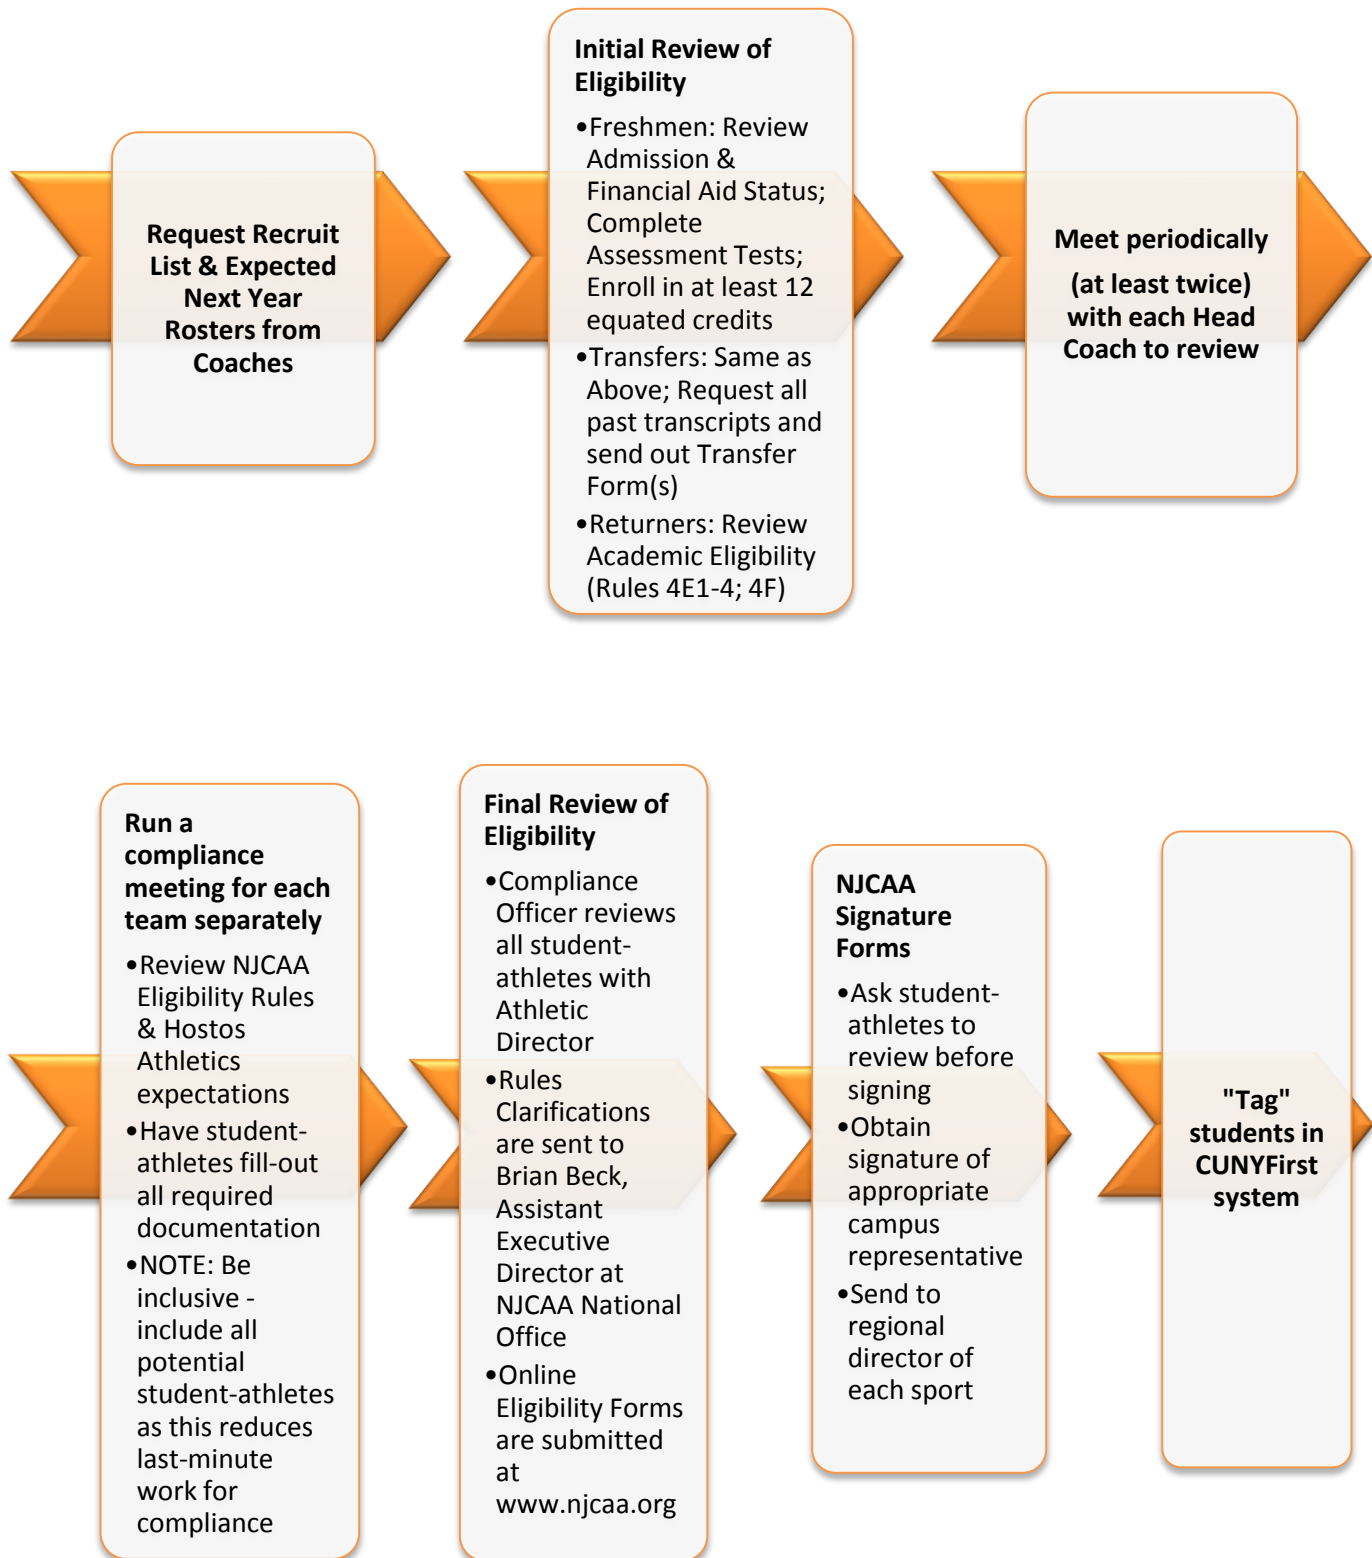 Request Recruit
List & Expected
Next Year
Rosters from
Coaches
Initial Review of
Eligibility
•Freshmen: Review
Admission &
Financial Aid Status;
Complete
Assessment Tests;
Enroll in at least 12
equated credits
•Transfers: Same as
Above; Request all
past transcripts and
send out Transfer
Form(s)
•Returners: Review
Academic Eligibility
(Rules 4E1-4; 4F)
Meet periodically
(at least twice)
with each Head
Coach to review
Run a
compliance
meeting for each
team separately
•Review NJCAA
Eligibility Rules
& Hostos
Athletics
expectations
•Have student-
athletes fill-out
all required
documentation
•NOTE: Be
inclusive -
include all
potential
student-athletes
as this reduces
last-minute
work for
compliance
Final Review of
Eligibility
•Compliance
Officer reviews
all student-
athletes with
Athletic
Director
•Rules
Clarifications
are sent to
Brian Beck,
Assistant
Executive
Director at
NJCAA National
Office
•Online
Eligibility Forms
are submitted
at
www.njcaa.org
NJCAA
Signature
Forms
•Ask student-
athletes to
review before
signing
•Obtain
signature of
appropriate
campus
representative
•Send to
regional
director of
each sport
"Tag"
students in
CUNYFirst
system